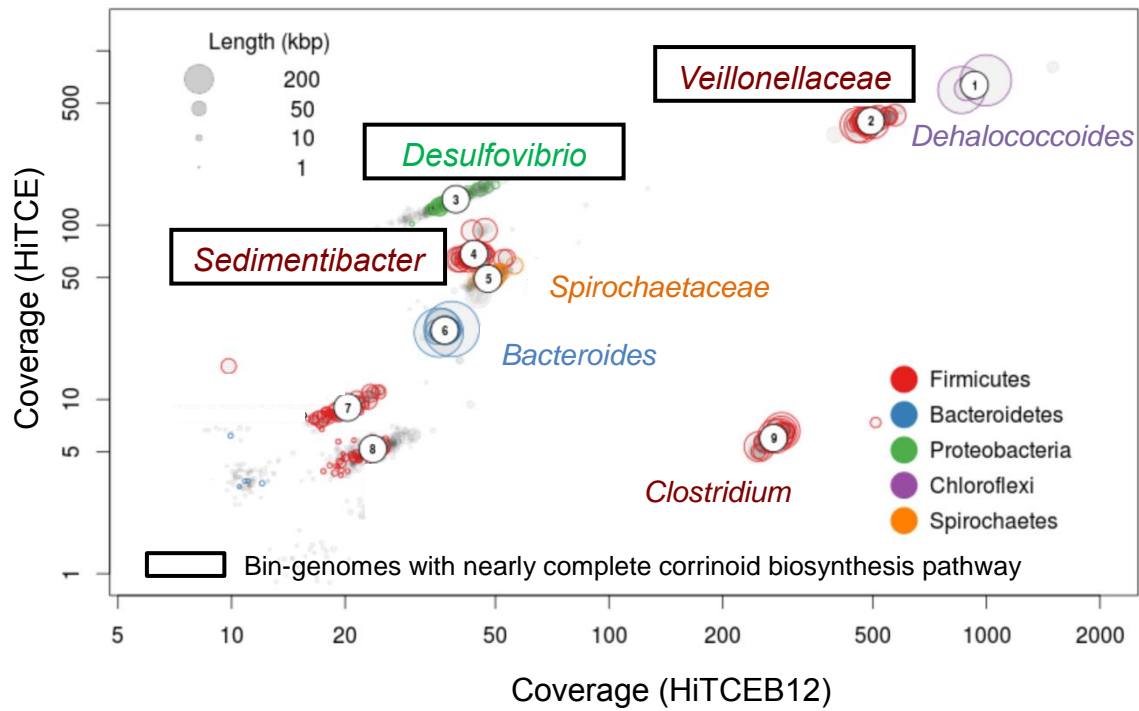 Length (kbp)
200
50
10
1
Veillonellaceae
1
2
Dehalococcoides
Desulfovibrio
3
Sedimentibacter
4
5
Spirochaetaceae
6
Bacteroides
7
8
9
Clostridium
Firmicutes
Bacteroidetes
Proteobacteria
Chloroflexi
Spirochaetes
Bin-genomes with nearly complete corrinoid biosynthesis pathway
Coverage (HiTCE)
500
100
50
10
5
1
5 10 20 50 100 200 500 1000 2000
Coverage (HiTCEB12)